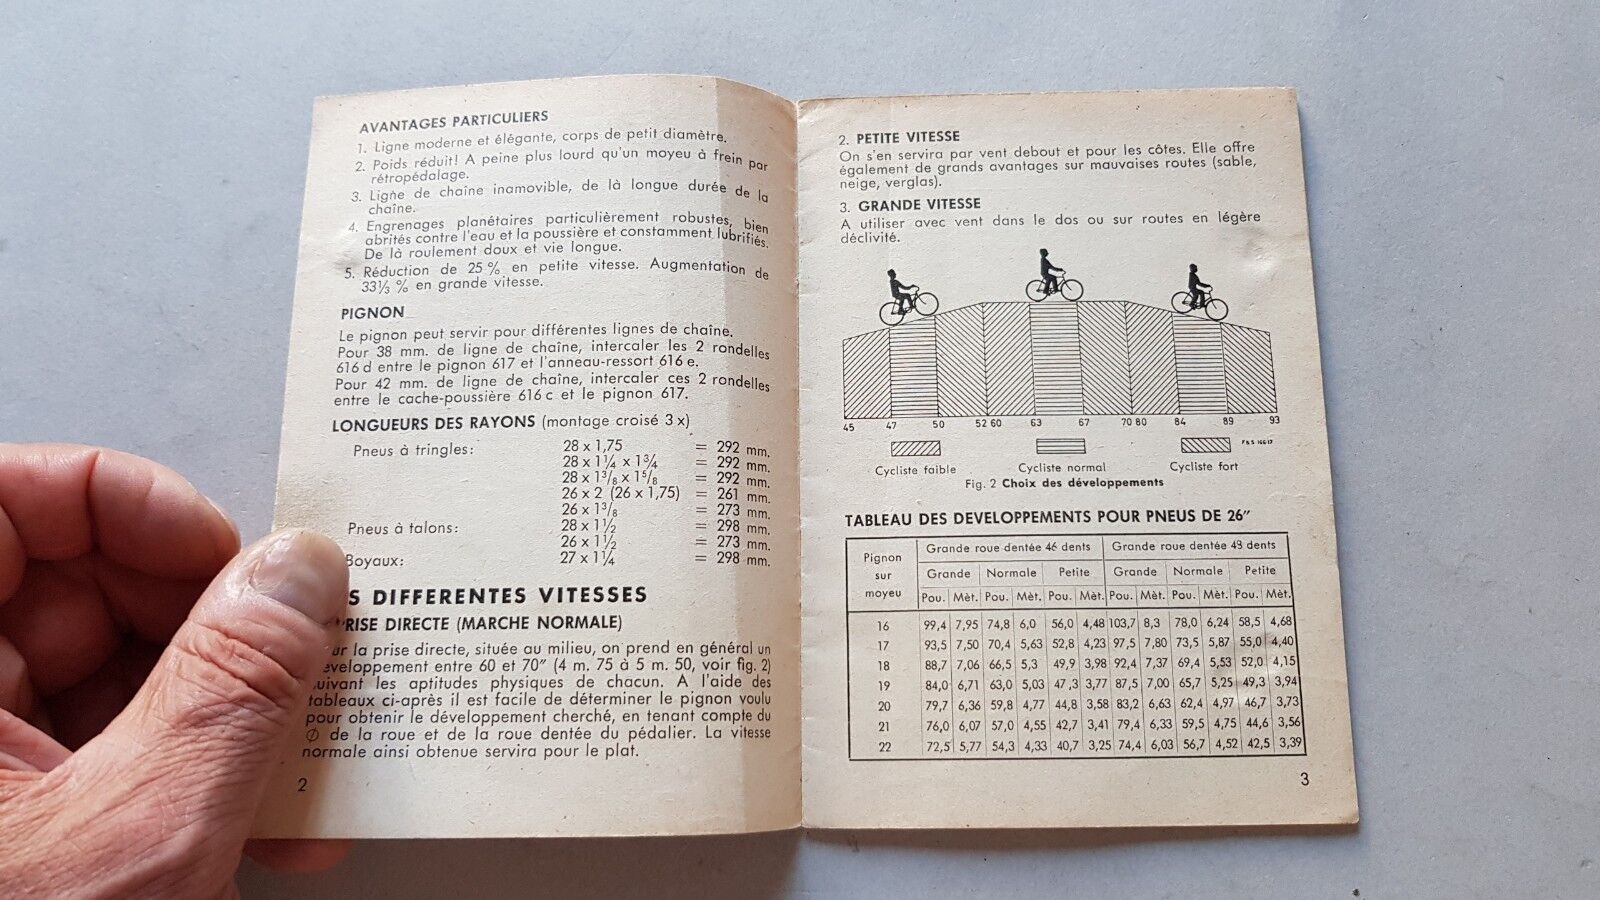 AVANTAGES PARTICULIERS
1. Ligne moderne et élégante, corps de petit diamètre.
2. Poids réduit! A peine plus lourd qu'un moyeu à frein par
rétropédalage.
3. Ligne de chaîne inamovible, de là longue durée de la
chaîne.
4. Engrenages planétaires particulièrement robustes, bien
abrités contre l'eau et la poussière et constamment lubrifiés.
De là roulement doux et vie longue.
5. Réduction de 25 % en petite vitesse. Augmentation de
33⅓ % en grande vitesse.
PIGNON
Le pignon peut servir pour différentes lignes de chaîne.
Pour 38 mm. de ligne de chaîne, intercaler les 2 rondelles
616 d entre le pignon 617 et l'anneau-ressort 616 e.
Pour 42 mm. de ligne de chaîne, intercaler ces 2 rondelles
entre le cache-poussière 616 c et le pignon 617.
LONGUEURS DES RAYONS (montage croisé 3 x)
Pneus à tringles: 28 x 1,75 = 292 mm.
28 x 1¼ x 1¾ = 292 mm.
28 x 1⅜ x 1⅝ = 292 mm.
26 x 2 (26 x 1,75) = 261 mm.
26 x 1⅜ = 273 mm.
Pneus à talons: 28 x 1½ = 298 mm.
26 x 1½ = 273 mm.
Boyaux: 27 x 1¼ = 298 mm.
S DIFFERENTES VITESSES
RISE DIRECTE (MARCHE NORMALE)
r la prise directe, située au milieu, on prend en général un
éveloppement entre 60 et 70″ (4 m. 75 à 5 m. 50, voir fig. 2)
suivant les aptitudes physiques de chacun. A l'aide des
tableaux ci-après il est facile de déterminer le pignon voulu
pour obtenir le développement cherché, en tenant compte du
Ø de la roue et de la roue dentée du pédalier. La vitesse
normale ainsi obtenue servira pour le plat.
2
2. PETITE VITESSE
On s'en servira par vent debout et pour les côtes. Elle offre
également de grands avantages sur mauvaises routes (sable,
neige, verglas).
3. GRANDE VITESSE
A utiliser avec vent dans le dos ou sur routes en légère
déclivité.
45 47 50 52 60 63 67 70 80 84 89 93
F&S 166 17
Cycliste faible Cycliste normal Cycliste fort
Fig. 2 Choix des développements
TABLEAU DES DEVELOPPEMENTS POUR PNEUS DE 26″
Pignon sur moyeu Grande roue dentée 46 dents Grande roue dentée 48 dents
Grande Normale Petite Grande Normale Petite
Pou. Mèt. Pou. Mèt. Pou. Mèt. Pou. Mèt. Pou. Mèt. Pou. Mèt.
16 99,4 7,95 74,8 6,0 56,0 4,48 103,7 8,3 78,0 6,24 58,5 4,68
17 93,5 7,50 70,4 5,63 52,8 4,23 97,5 7,80 73,5 5,87 55,0 4,40
18 88,7 7,06 66,5 5,3 49,9 3,98 92,4 7,37 69,4 5,53 52,0 4,15
19 84,0 6,71 63,0 5,03 47,3 3,77 87,5 7,00 65,7 5,25 49,3 3,94
20 79,7 6,36 59,8 4,77 44,8 3,58 83,2 6,63 62,4 4,97 46,7 3,73
21 76,0 6,07 57,0 4,55 42,7 3,41 79,4 6,33 59,5 4,75 44,6 3,56
22 72,5 5,77 54,3 4,33 40,7 3,25 74,4 6,03 56,7 4,52 42,5 3,39
3